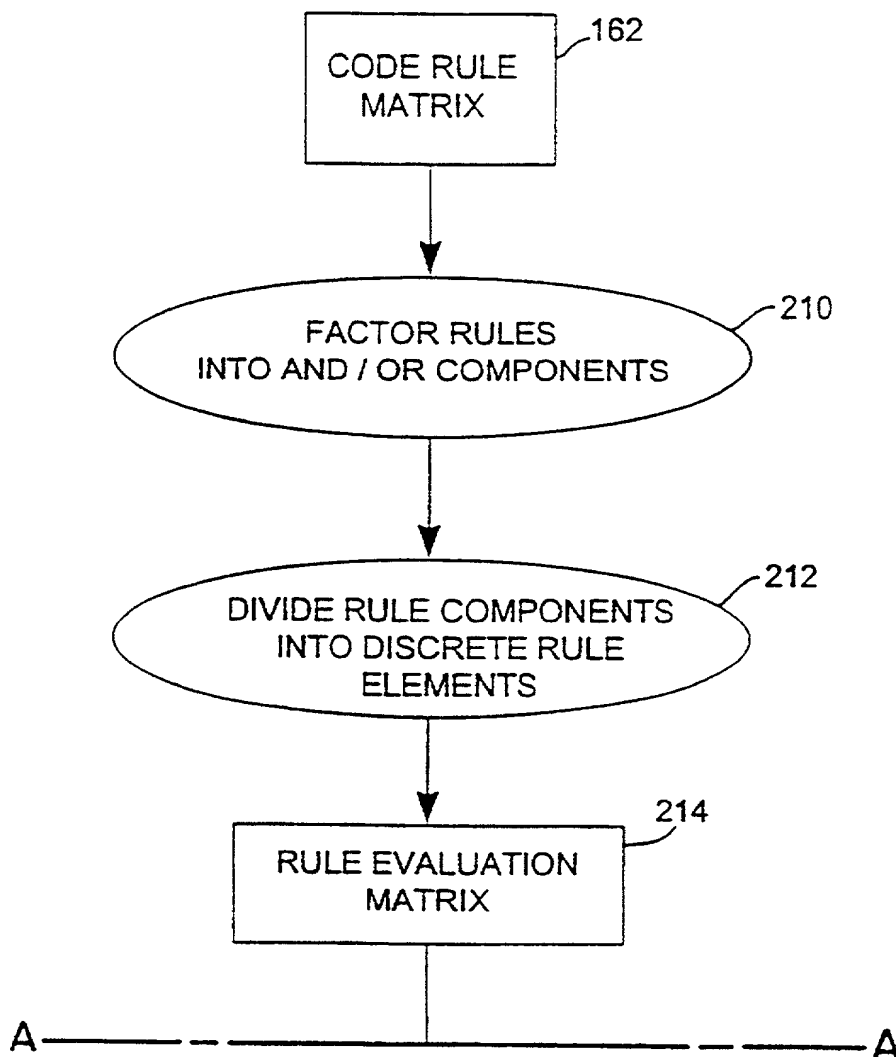 162
CODE RULE
MATRIX
210
FACTOR RULES
INTO AND / OR COMPONENTS
212
DIVIDE RULE COMPONENTS
INTO DISCRETE RULE
ELEMENTS
214
RULE EVALUATION
MATRIX
A A